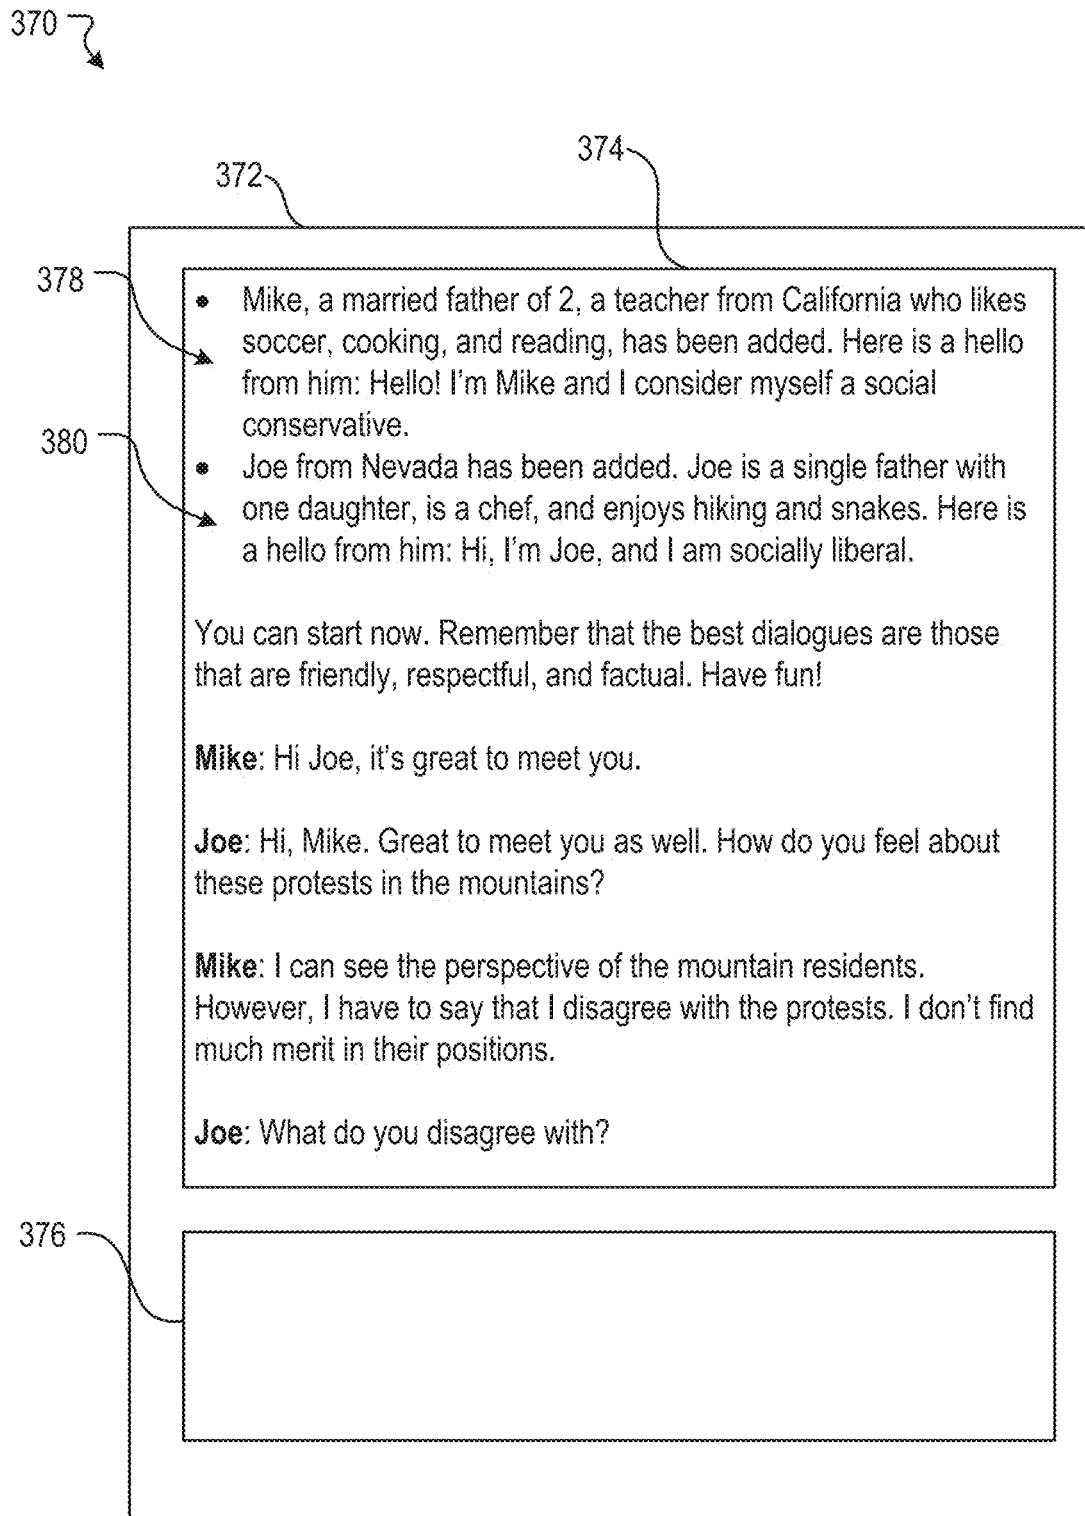 370
374
372
378
• Mike, a married father of 2, a teacher from California who likes
soccer, cooking, and reading, has been added. Here is a hello
from him: Hello! I'm Mike and I consider myself a social
conservative.
380
• Joe from Nevada has been added. Joe is a single father with
one daughter, is a chef, and enjoys hiking and snakes. Here is
a hello from him: Hi, I'm Joe, and I am socially liberal.
You can start now. Remember that the best dialogues are those
that are friendly, respectful, and factual. Have fun!
Mike: Hi Joe, it's great to meet you.
Joe: Hi, Mike. Great to meet you as well. How do you feel about
these protests in the mountains?
Mike: I can see the perspective of the mountain residents.
However, I have to say that I disagree with the protests. I don't find
much merit in their positions.
Joe: What do you disagree with?
376